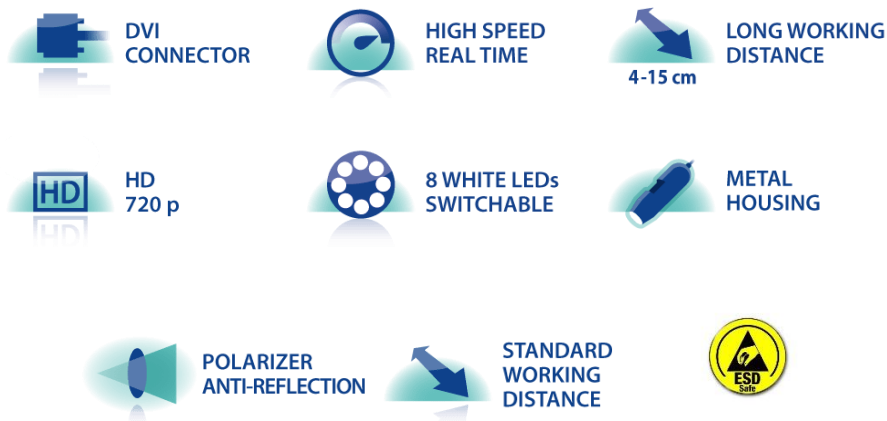 DVI
CONNECTOR
HIGH SPEED
REAL TIME
LONG WORKING
DISTANCE
4-15 cm
HD
HD
720 p
8 WHITE LEDs
SWITCHABLE
METAL
HOUSING
POLARIZER
ANTI-REFLECTION
STANDARD
WORKING
DISTANCE
ESD
Safe